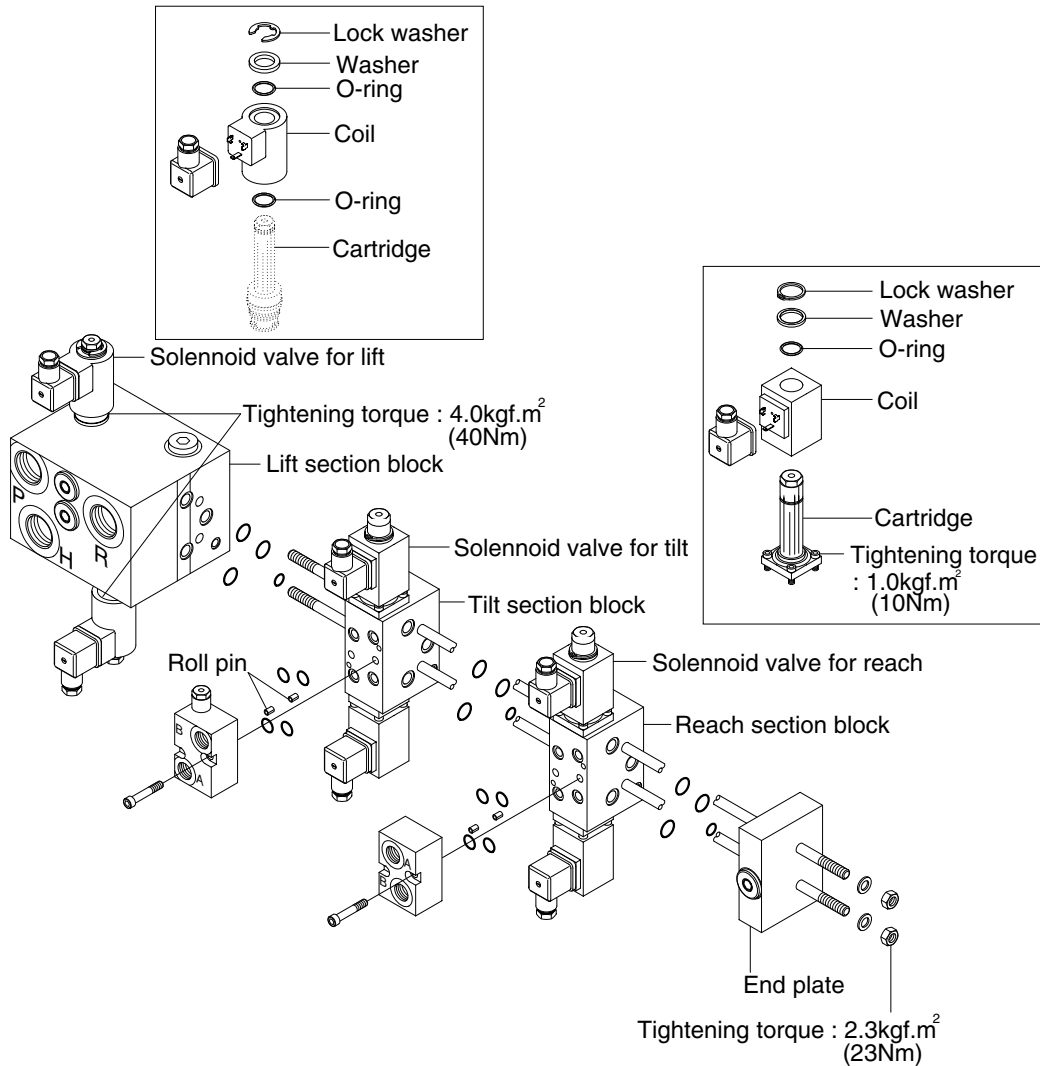 Lock washer
Washer
O-ring
Coil
O-ring
Cartridge
Lock washer
Washer
O-ring
Coil
Cartridge
Tightening torque
: 1.0kgf.m²
(10Nm)
Solennoid valve for lift
Tightening torque : 4.0kgf.m²
(40Nm)
Lift section block
P
H
R
Solennoid valve for tilt
Tilt section block
Roll pin
B
A
Solennoid valve for reach
Reach section block
A
B
End plate
Tightening torque : 2.3kgf.m²
(23Nm)